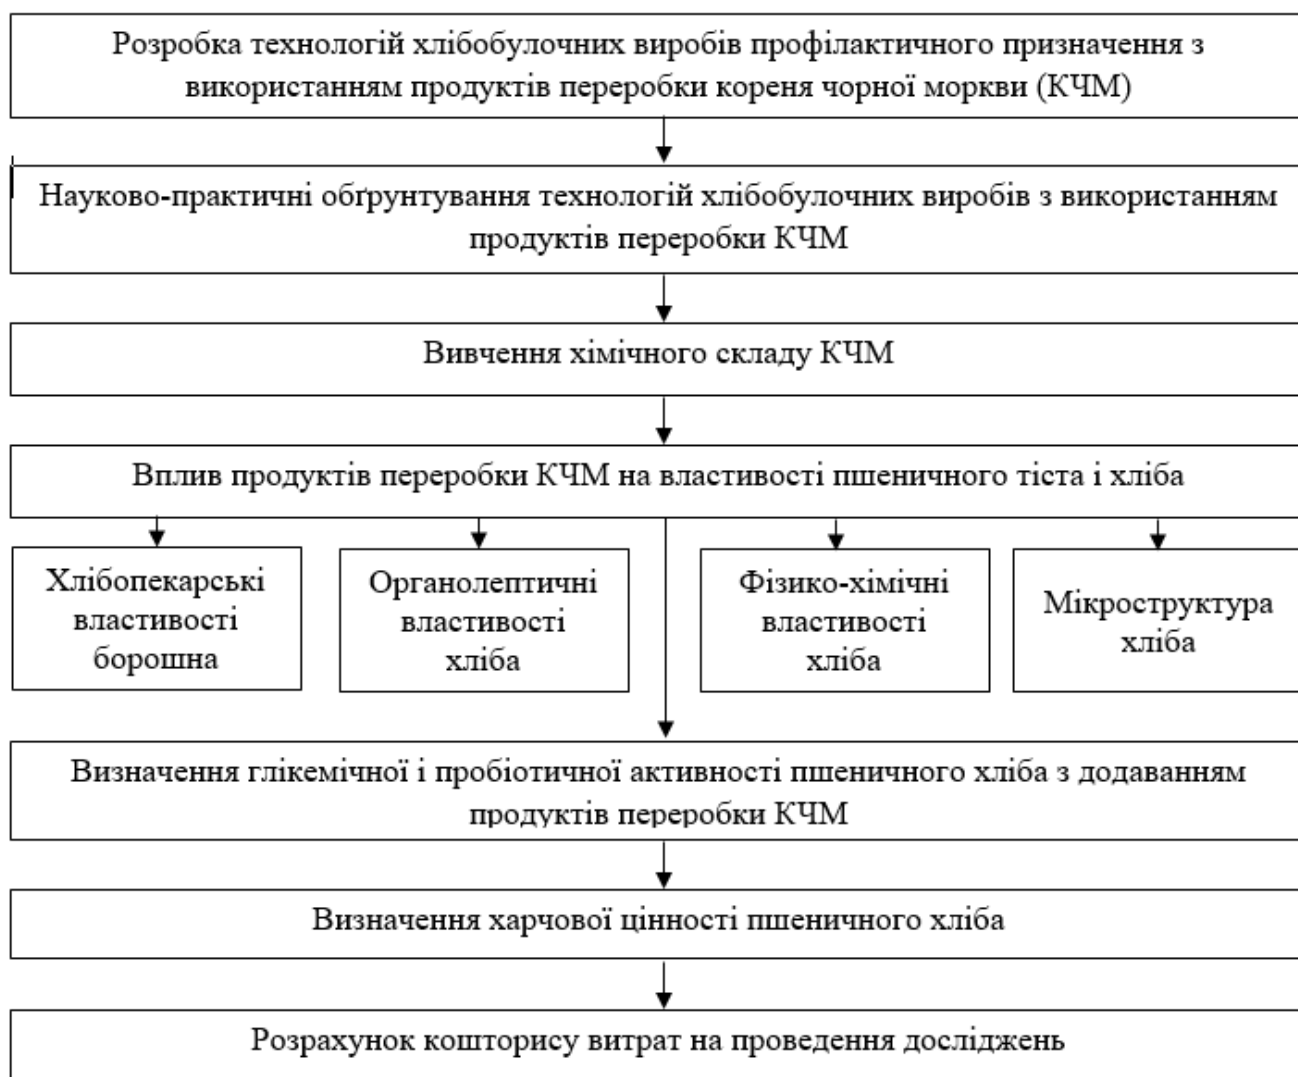 Розробка технологій хлібобулочних виробів профілактичного призначення з
використанням продуктів переробки кореня чорної моркви (КЧМ)
Науково-практичні обґрунтування технологій хлібобулочних виробів з використанням
продуктів переробки КЧМ
Вивчення хімічного складу КЧМ
Вплив продуктів переробки КЧМ на властивості пшеничного тіста і хліба
Хлібопекарські
властивості
борошна
Органолептичні
властивості
хліба
Фізико-хімічні
властивості
хліба
Мікроструктура
хліба
Визначення глікемічної і пробіотичної активності пшеничного хліба з додаванням
продуктів переробки КЧМ
Визначення харчової цінності пшеничного хліба
Розрахунок кошторису витрат на проведення досліджень